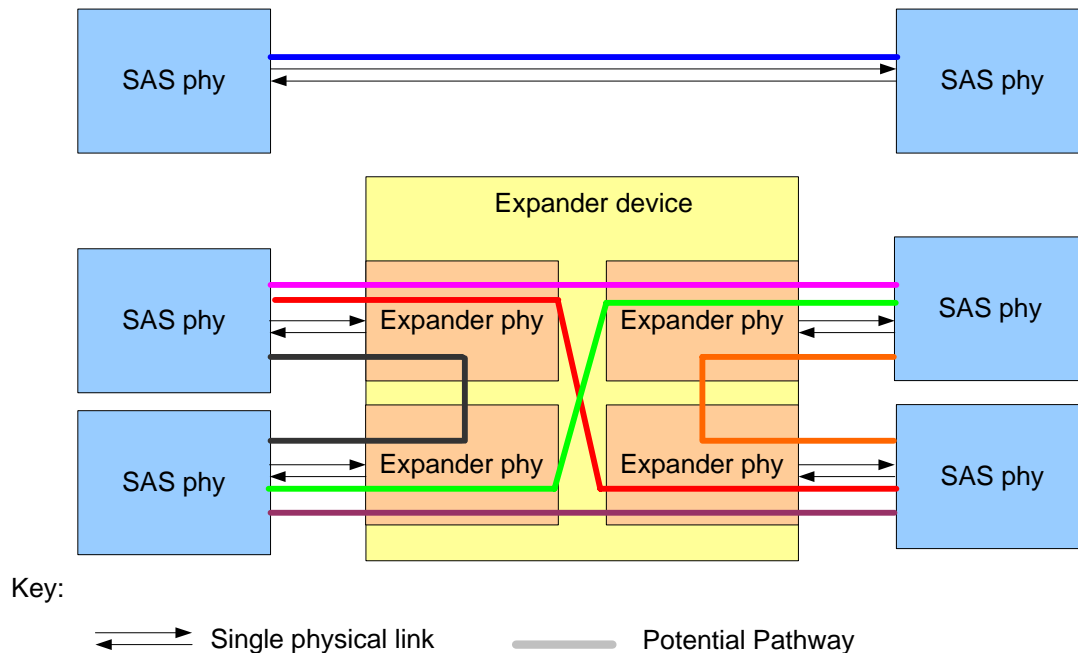 SAS phy
SAS phy
Expander device
SAS phy
Expander phy
Expander phy
SAS phy
SAS phy
Expander phy
Expander phy
SAS phy
Key:
Single physical link
Potential Pathway